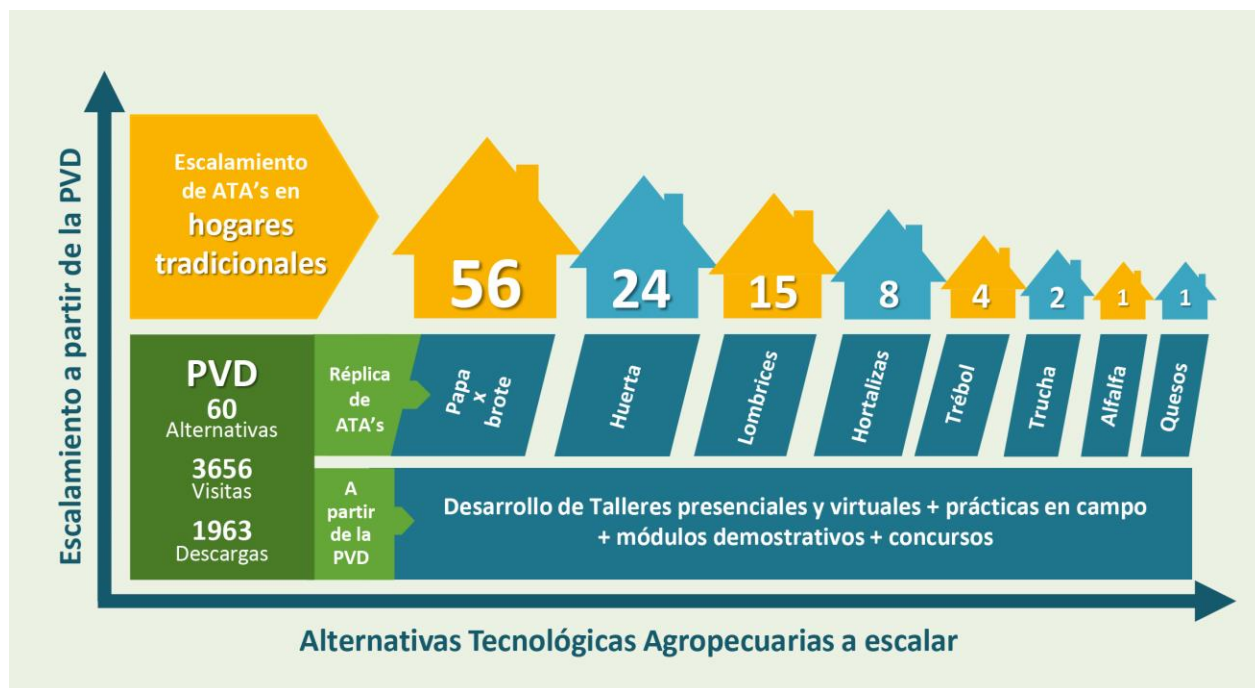 Escalamiento a partir de la PVD
Escalamiento
de ATA’s en
hogares
tradicionales
56
24
15
8
4
2
1
1
PVD
60
Alternativas
3656
Visitas
1963
Descargas
Réplica
de
ATA’s
Papa
x
brote
Huerta
Lombrices
Hortalizas
Trébol
Trucha
Alfalfa
Quesos
A
partir
de la
PVD
Desarrollo de Talleres presenciales y virtuales + prácticas en campo
+ módulos demostrativos + concursos
Alternativas Tecnológicas Agropecuarias a escalar